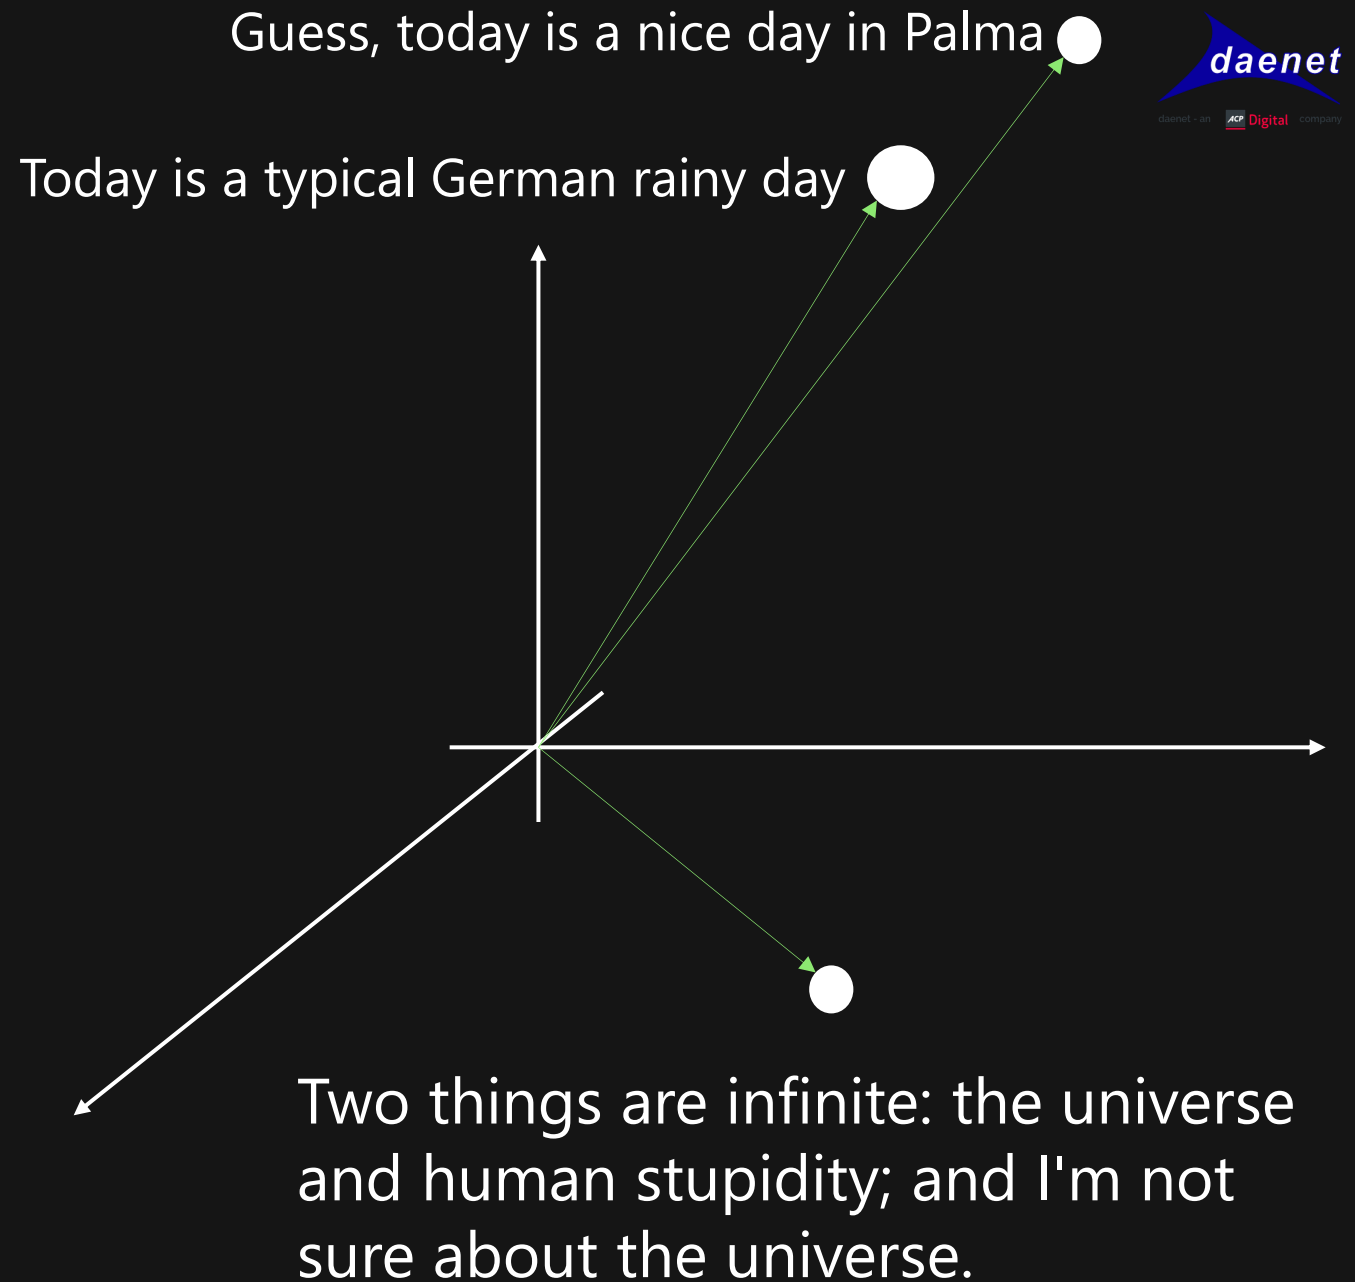 Guess, today is a nice day in Palma
daenet
daenet - an ACP Digital company
Today is a typical German rainy day
Two things are infinite: the universe
and human stupidity; and I'm not
sure about the universe.